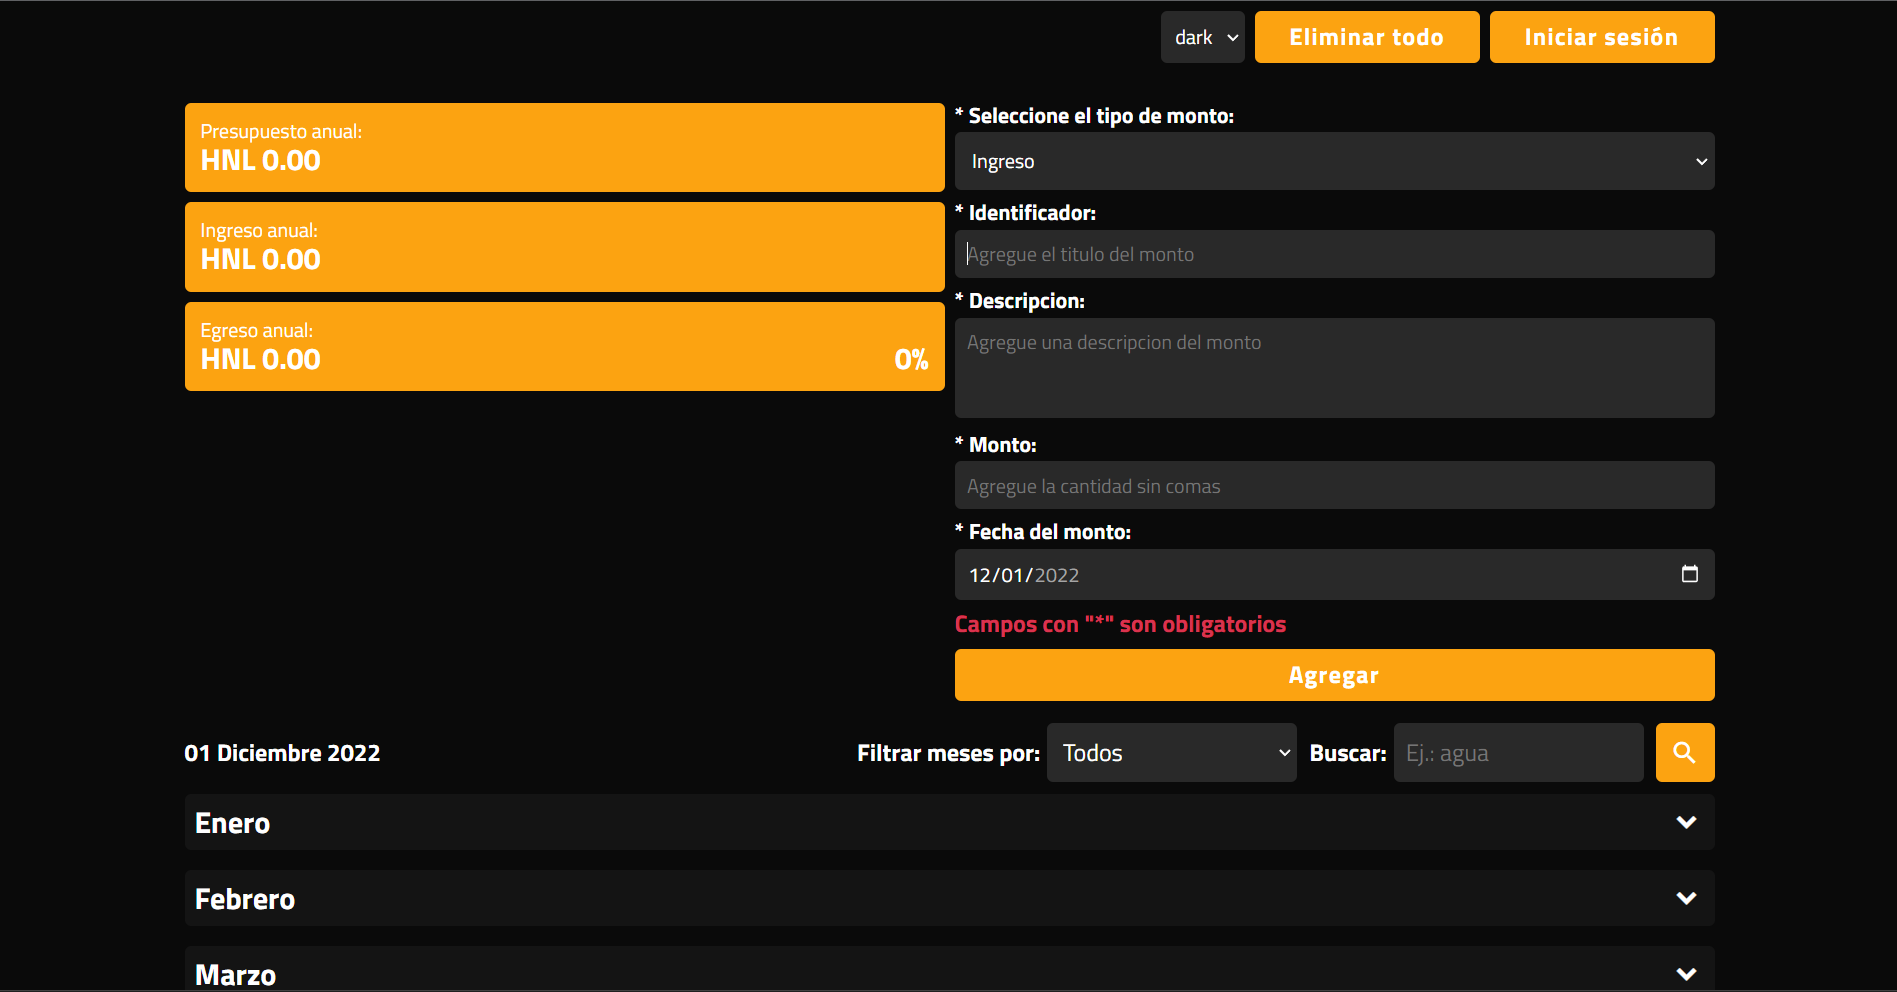 dark
Eliminar todo
Iniciar sesión
Presupuesto anual:
HNL 0.00
Ingreso anual:
HNL 0.00
Egreso anual:
HNL 0.00
0%
* Seleccione el tipo de monto:
Ingreso
* Identificador:
Agregue el titulo del monto
* Descripcion:
Agregue una descripcion del monto
* Monto:
Agregue la cantidad sin comas
* Fecha del monto:
12/01/2022
Campos con "*" son obligatorios
Agregar
01 Diciembre 2022
Filtrar meses por:
Todos
Buscar:
Ej.: agua
Enero
Febrero
Marzo